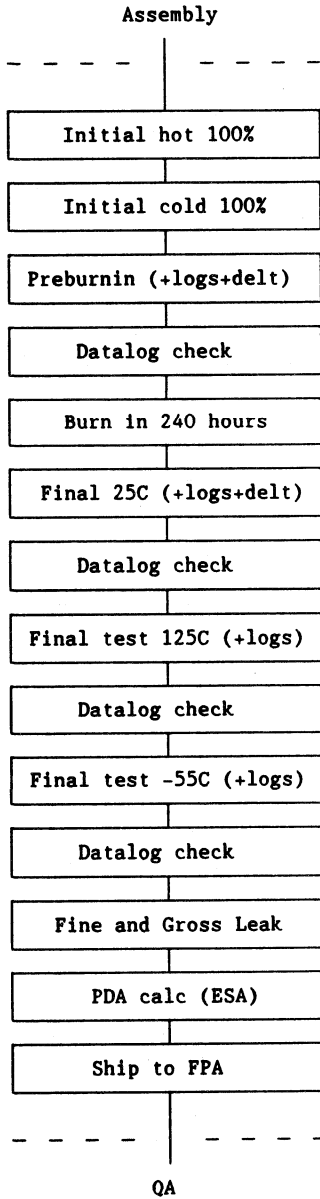 Assembly
Initial hot 100%
Initial cold 100%
Preburnin (+logs+delt)
Datalog check
Burn in 240 hours
Final 25C (+logs+delt)
Datalog check
Final test 125C (+logs)
Datalog check
Final test -55C (+logs)
Datalog check
Fine and Gross Leak
PDA calc (ESA)
Ship to FPA
QA